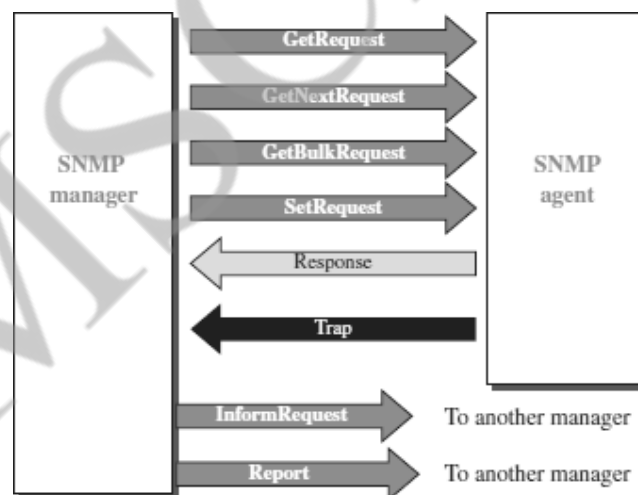 GetRequest
GetNextRequest
GetBulkRequest
SNMP
manager
SNMP
agent
SetRequest
Response
Trap
InformRequest
To another manager
Report
To another manager